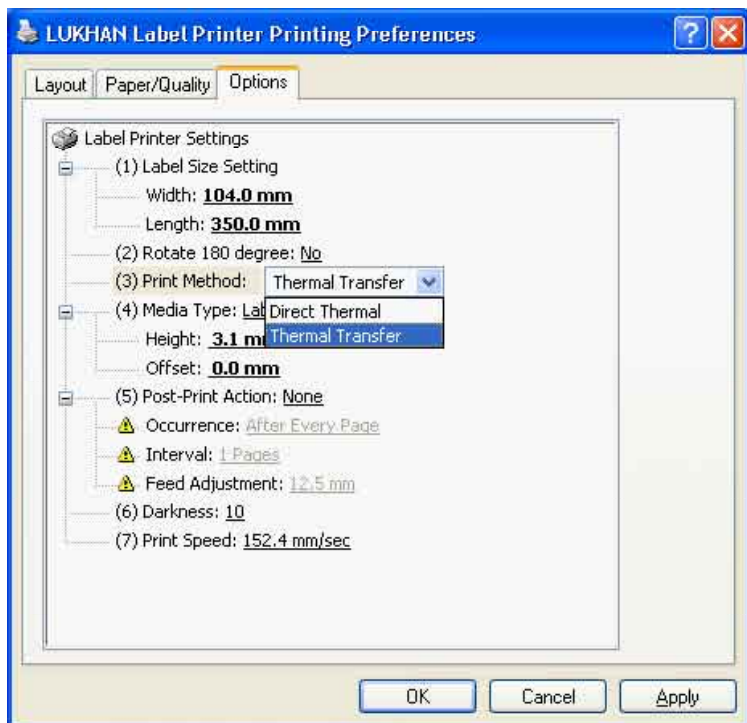 LUKHAN Label Printer Printing Preferences
Layout Paper/Quality Options
Label Printer Settings
(1) Label Size Setting
Width: 104.0 mm
Length: 350.0 mm
(2) Rotate 180 degree: No
(3) Print Method: Thermal Transfer
(4) Media Type: Direct Thermal
Height: 3.1 Thermal Transfer
Offset: 0.0 mm
(5) Post-Print Action: None
Occurrence: After Every Page
Interval: 1 Pages
Feed Adjustment: 12.5 mm
(6) Darkness: 10
(7) Print Speed: 152.4 mm/sec
OK Cancel Apply